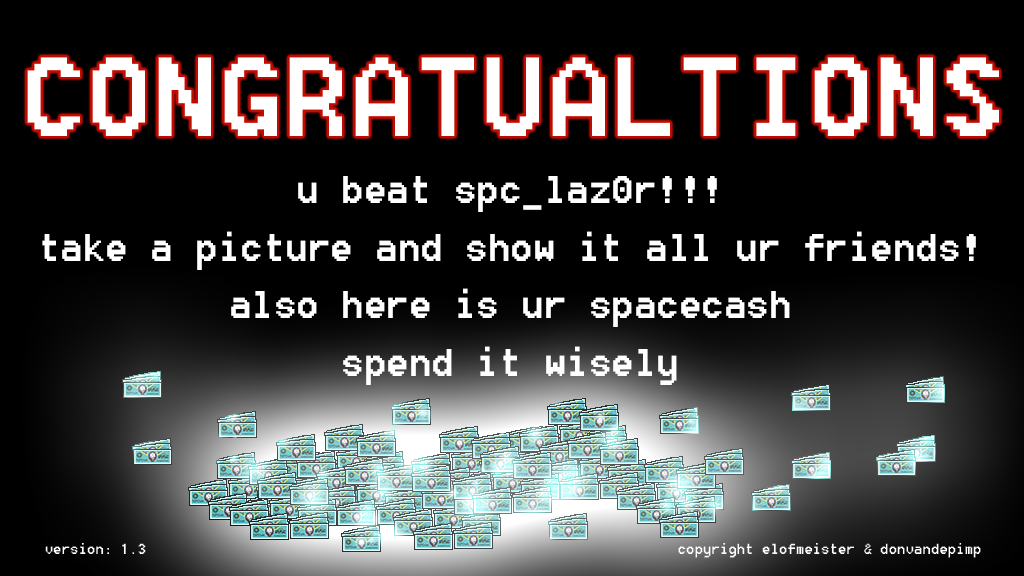 CONGRATUALTIONS
u beat spc_laz0r!!!
take a picture and show it all ur friends!
also here is ur spacecash
spend it wisely
version: 1.3
copyright elofmeister & donvandepimp